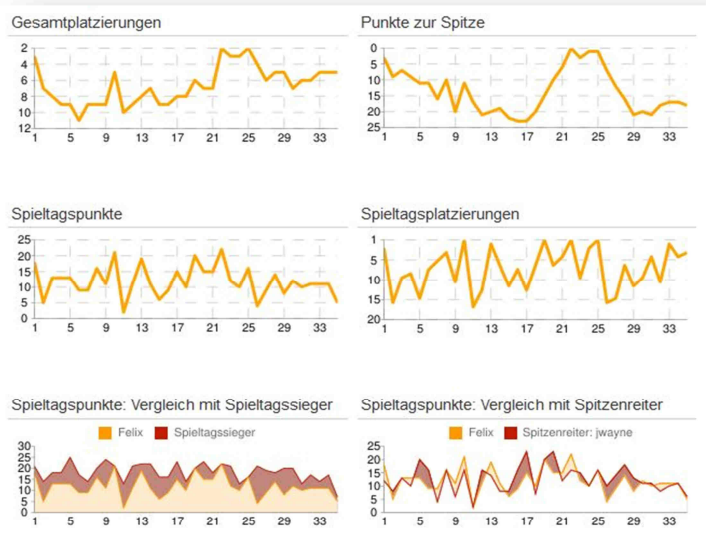 Gesamtplatzierungen
2
4
6
8
10
12
1 5 9 13 17 21 25 29 33
Punkte zur Spitze
0
5
10
15
20
25
1 5 9 13 17 21 25 29 33
Spieltagspunkte
25
20
15
10
5
0
1 5 9 13 17 21 25 29 33
Spieltagsplatzierungen
1
5
10
15
20
1 5 9 13 17 21 25 29 33
Spieltagspunkte: Vergleich mit Spieltagssieger
Felix Spieltagssieger
30
25
20
15
10
5
0
1 5 9 13 17 21 25 29 33
Spieltagspunkte: Vergleich mit Spitzenreiter
Felix Spitzenreiter: jwayne
25
20
15
10
5
0
1 5 9 13 17 21 25 29 33